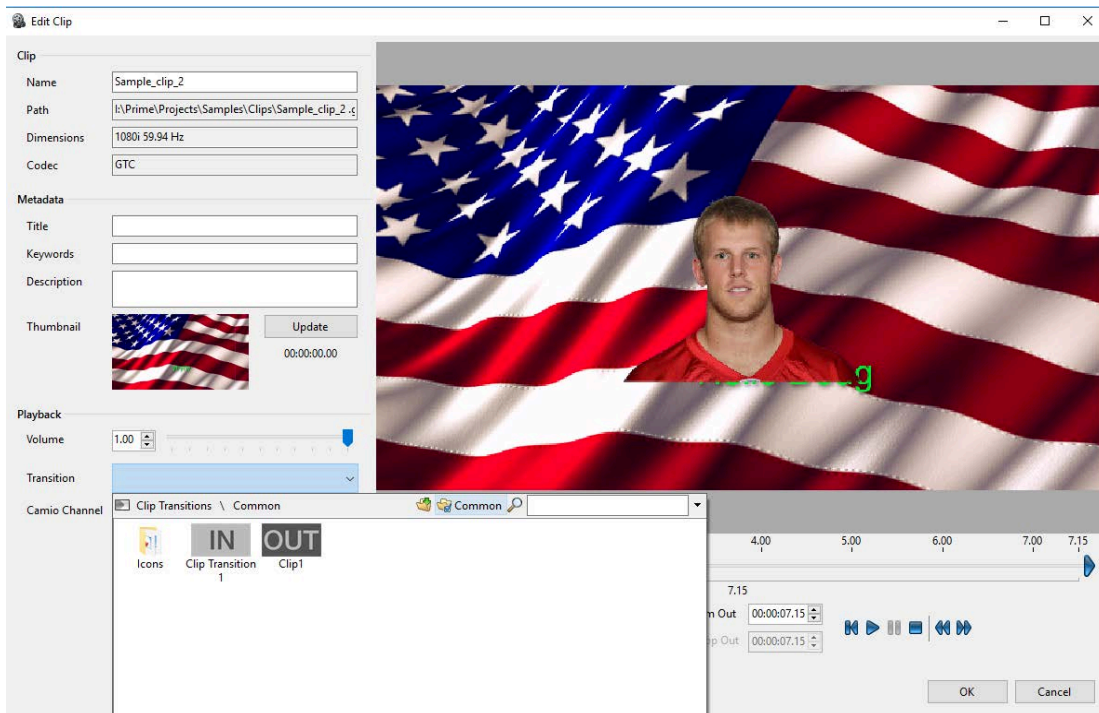 Edit Clip
Clip
Name
Sample_clip_2
Path
I:\Prime\Projects\Samples\Clips\Sample_clip_2.g
Dimensions
1080i 59.94 Hz
Codec
GTC
Metadata
Title
Keywords
Description
Thumbnail
Update
00:00:00.00
Playback
Volume
1.00
Transition
Camio Channel
Clip Transitions \ Common
Common
Icons
IN
Clip Transition
1
OUT
Clip1
4.00 5.00 6.00 7.00 7.15
7.15
m Out 00:00:07.15
Out 00:00:07.15
OK
Cancel